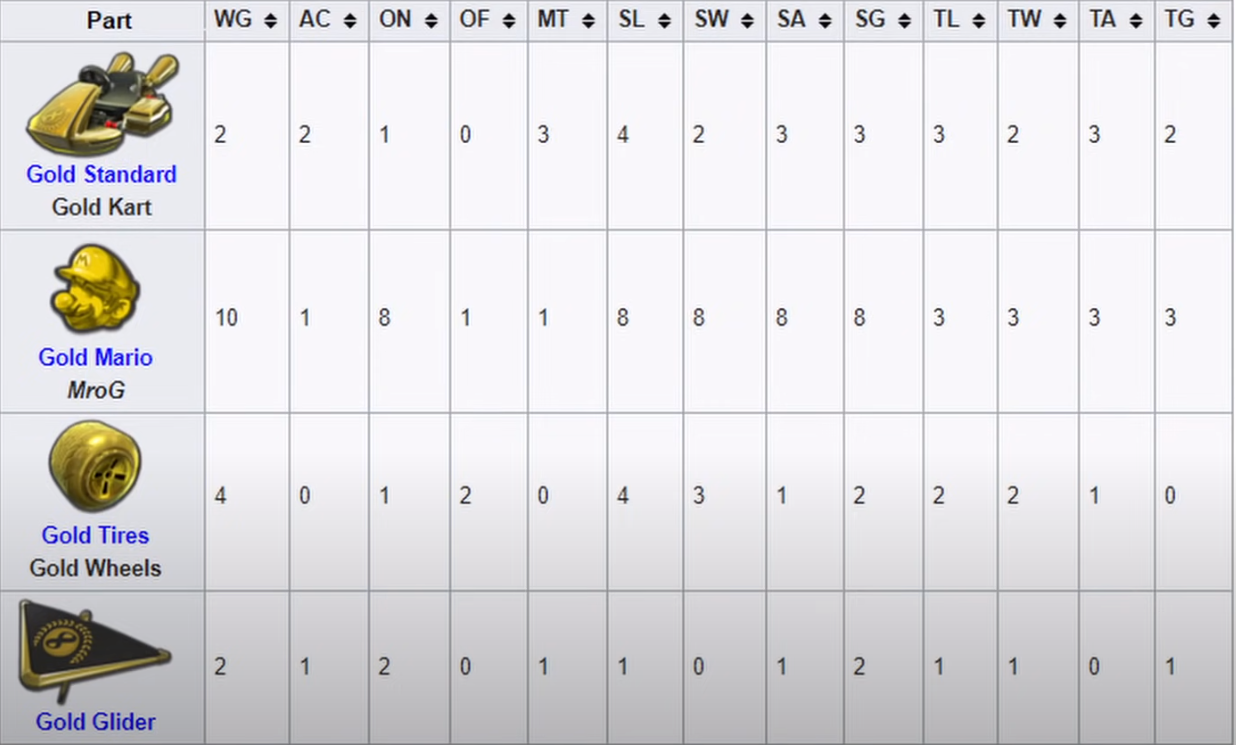 Part WG AC ON OF MT SL SW SA SG TL TW TA TG
2 2 1 0 3 4 2 3 3 3 2 3 2
Gold Standard
Gold Kart
M
10 1 8 1 1 8 8 8 8 3 3 3 3
Gold Mario
MroG
4 0 1 2 0 4 3 1 2 2 2 1 0
Gold Tires
Gold Wheels
2 1 2 0 1 1 0 1 2 1 1 0 1
Gold Glider